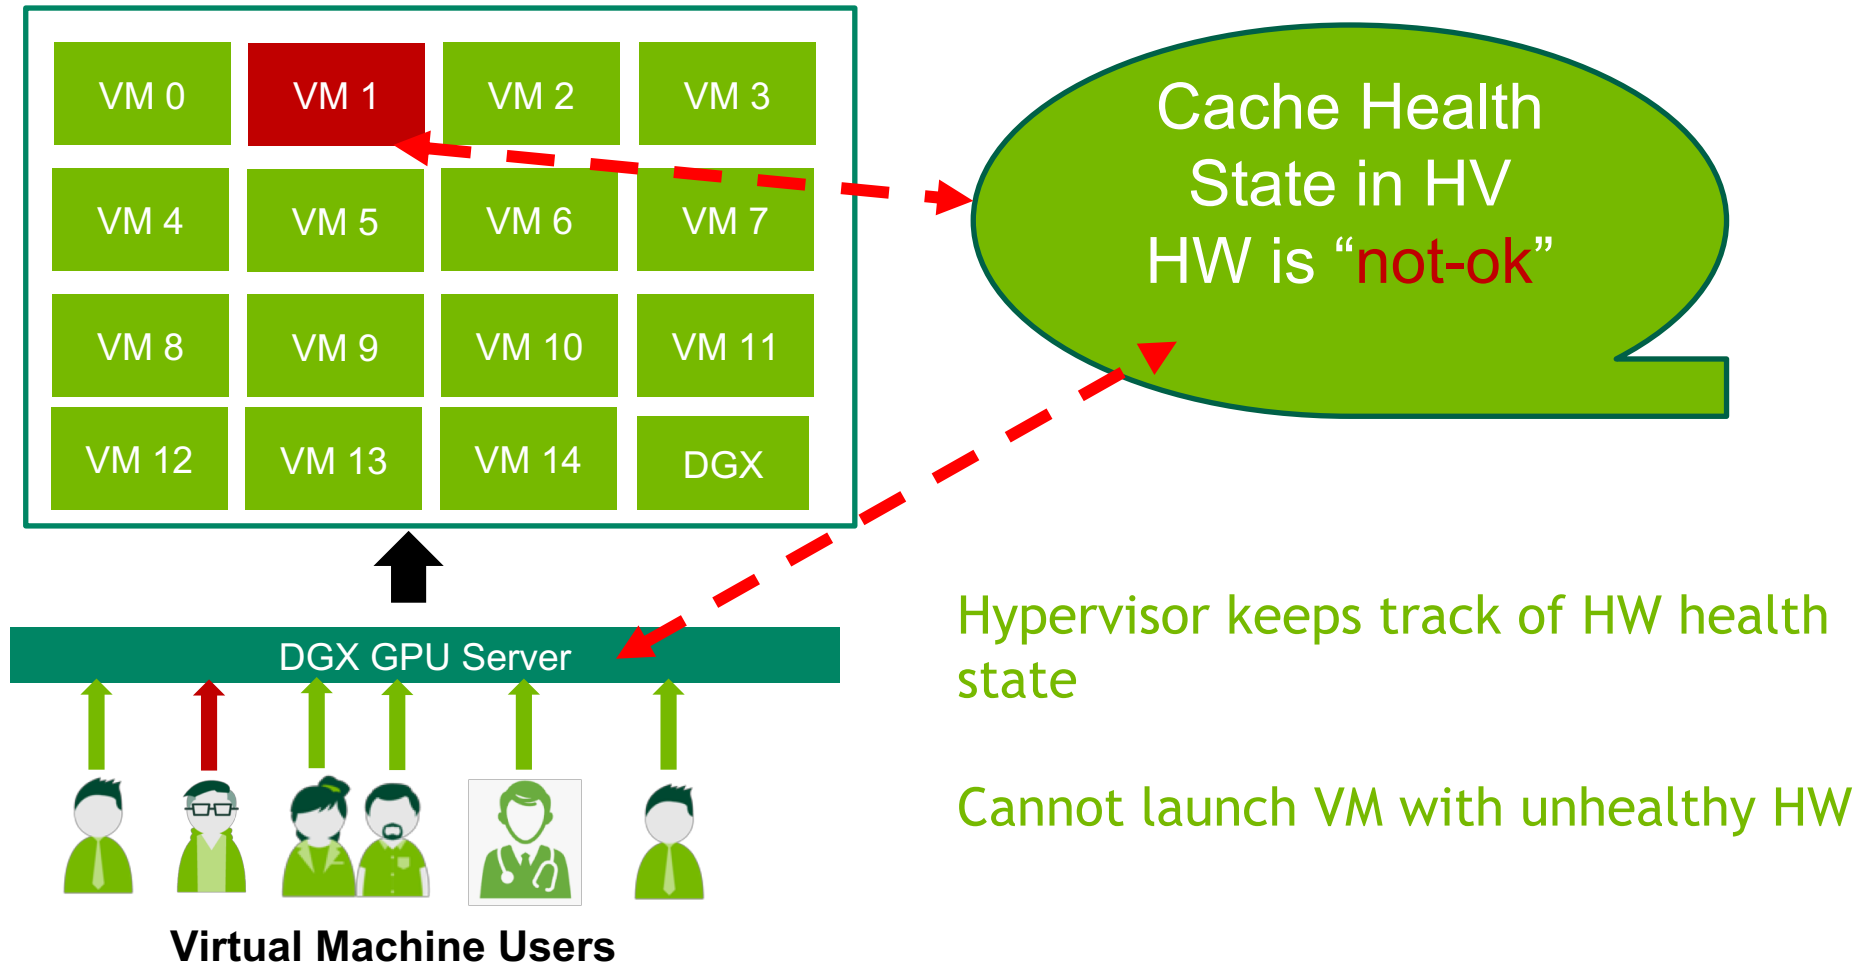 VM 0
VM 1
VM 2
VM 3
VM 4
VM 5
VM 6
VM 7
VM 8
VM 9
VM 10
VM 11
VM 12
VM 13
VM 14
DGX
Cache Health
State in HV
HW is “not-ok”
DGX GPU Server
Virtual Machine Users
Hypervisor keeps track of HW health
state
Cannot launch VM with unhealthy HW